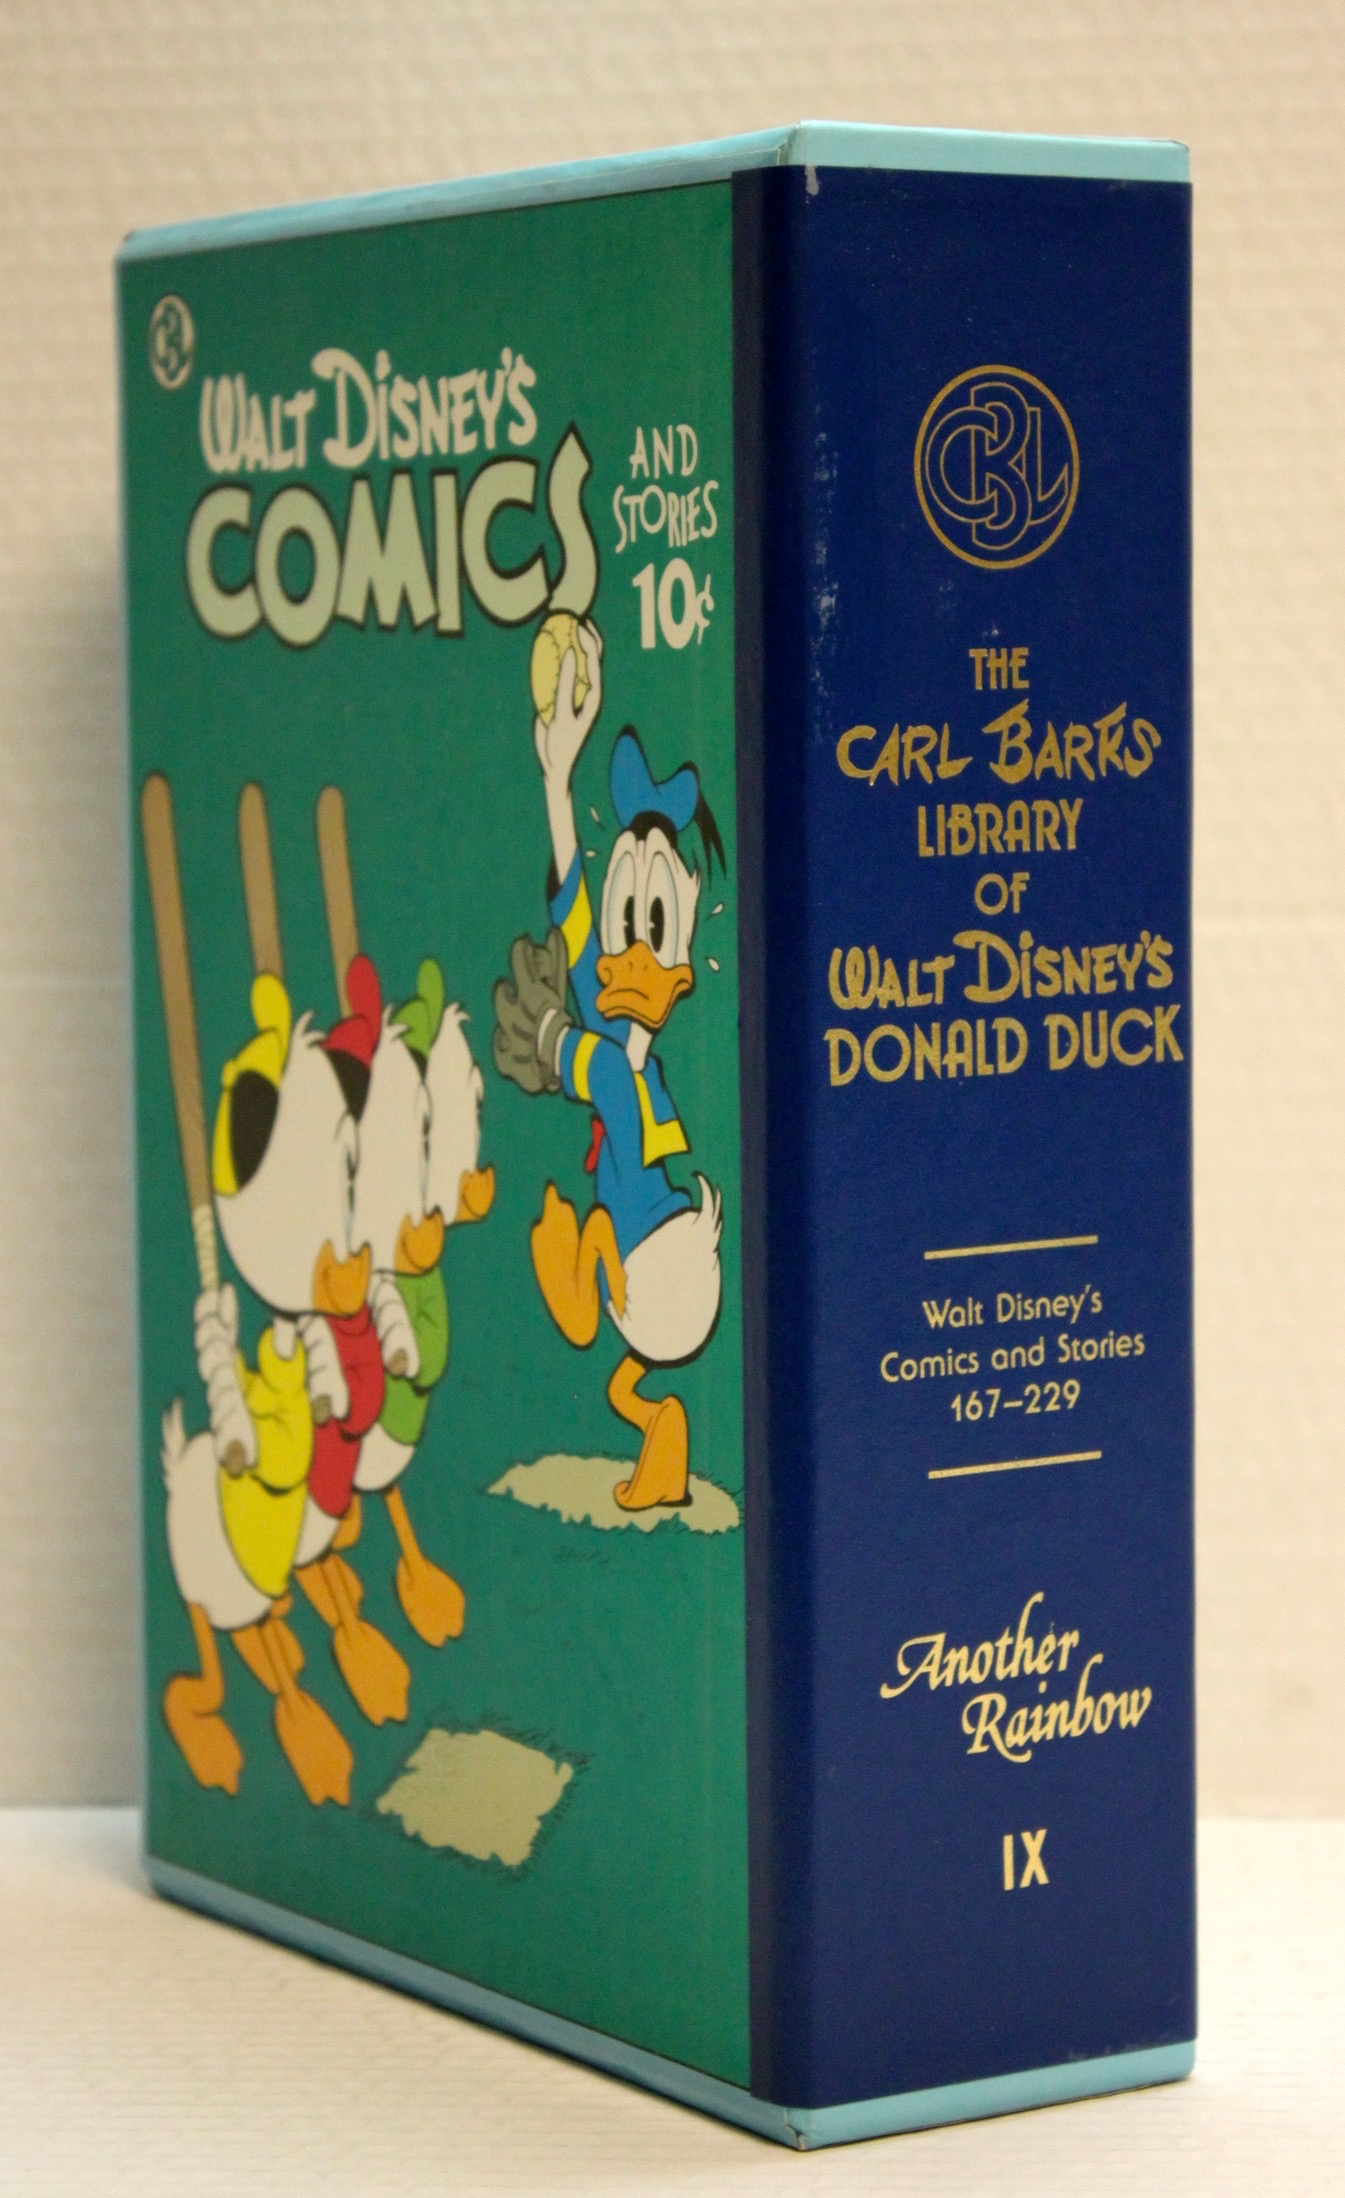 CBL
WALT DISNEY'S
COMICS
AND
STORIES
10¢
CBL
THE
CARL BARKS
LIBRARY
OF
WALT DISNEY'S
DONALD DUCK
Walt Disney's
Comics and Stories
167–229
Another
Rainbow
IX